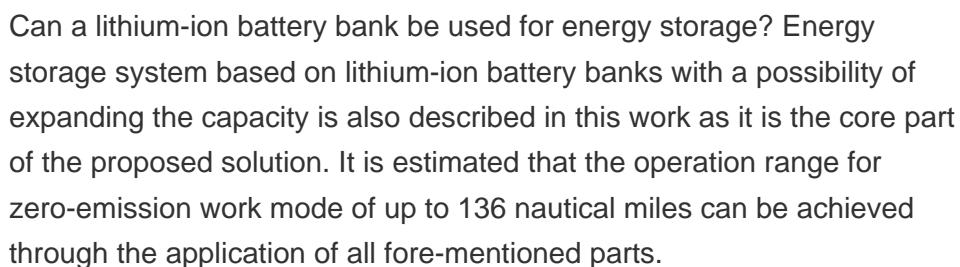 Can a lithium-ion battery bank be used for energy storage? Energy
storage system based on lithium-ion battery banks with a possibility of
expanding the capacity is also described in this work as it is the core part
of the proposed solution. It is estimated that the operation range for
zero-emission work mode of up to 136 nautical miles can be achieved
through the application of all fore-mentioned parts.